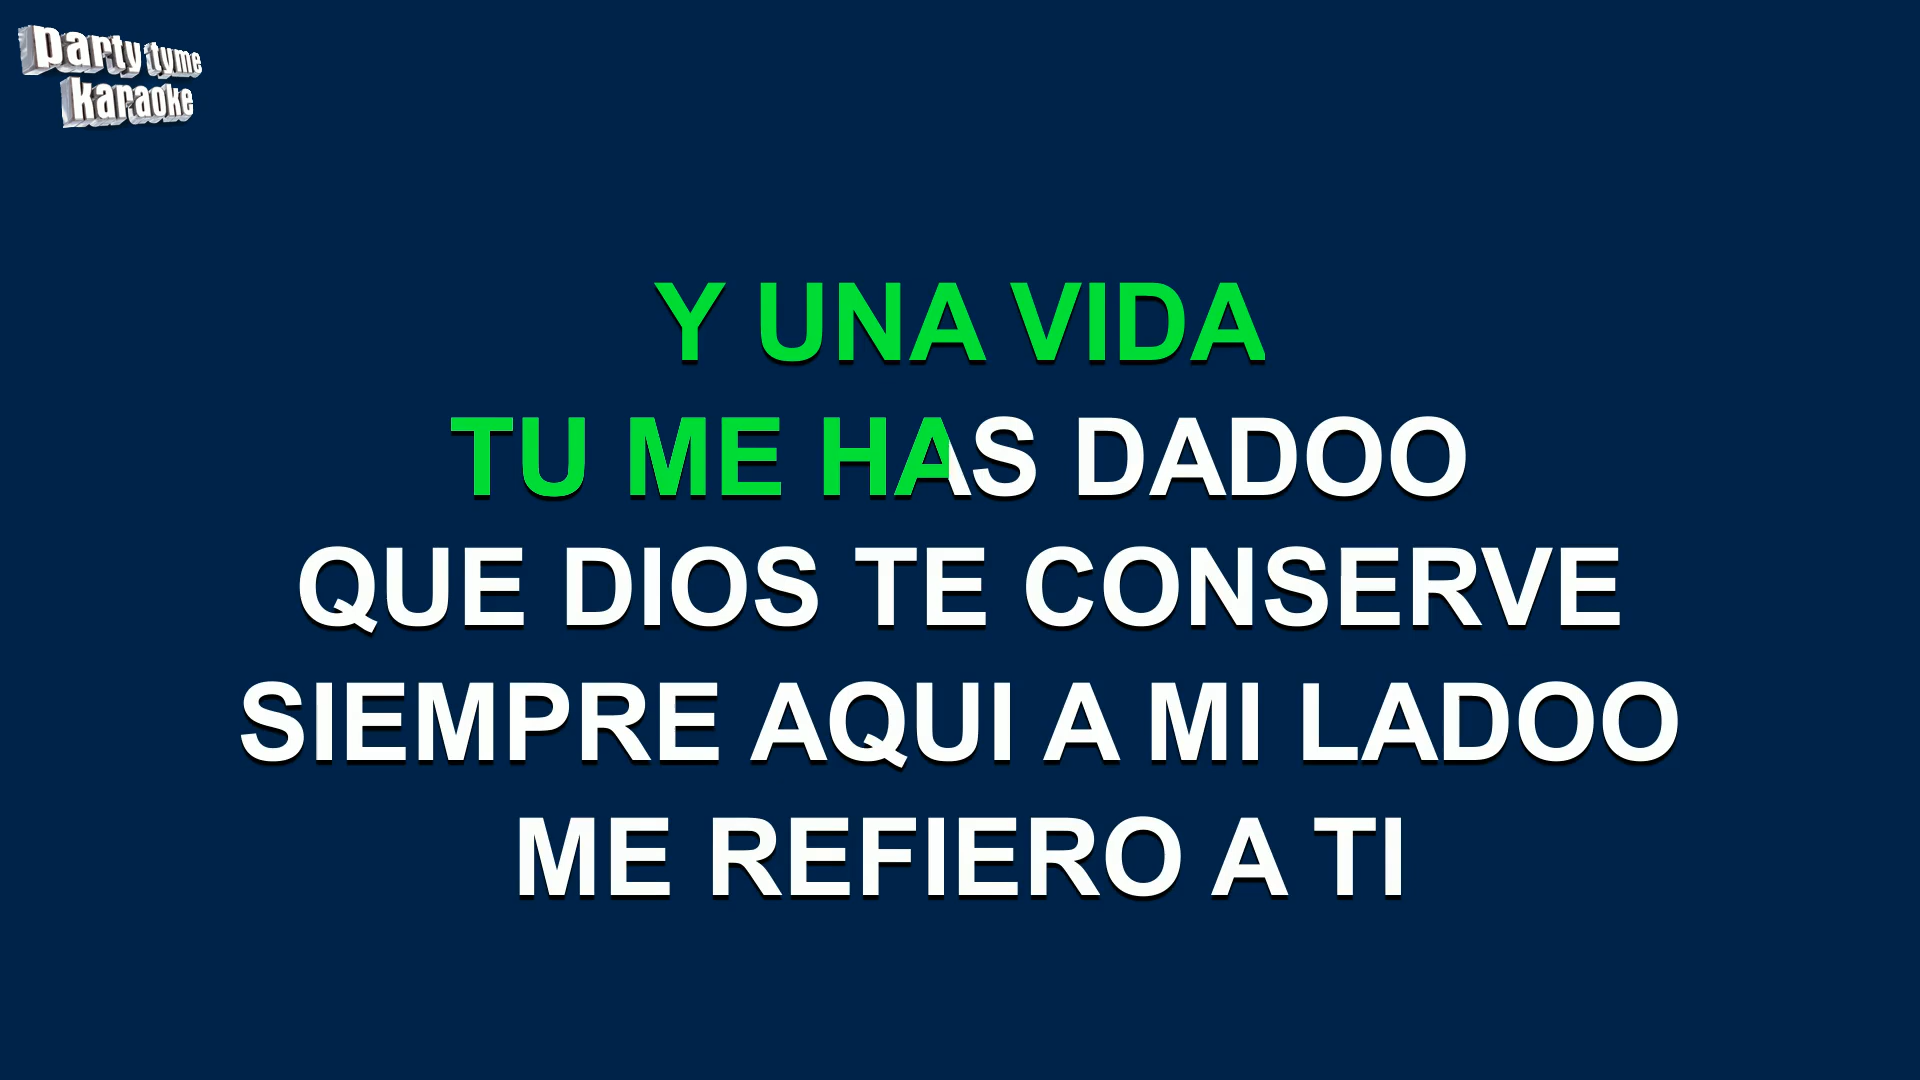 party tyme
karaoke
Y UNA VIDA
TU ME HAS DADOO
QUE DIOS TE CONSERVE
SIEMPRE AQUI A MI LADOO
ME REFIERO A TI